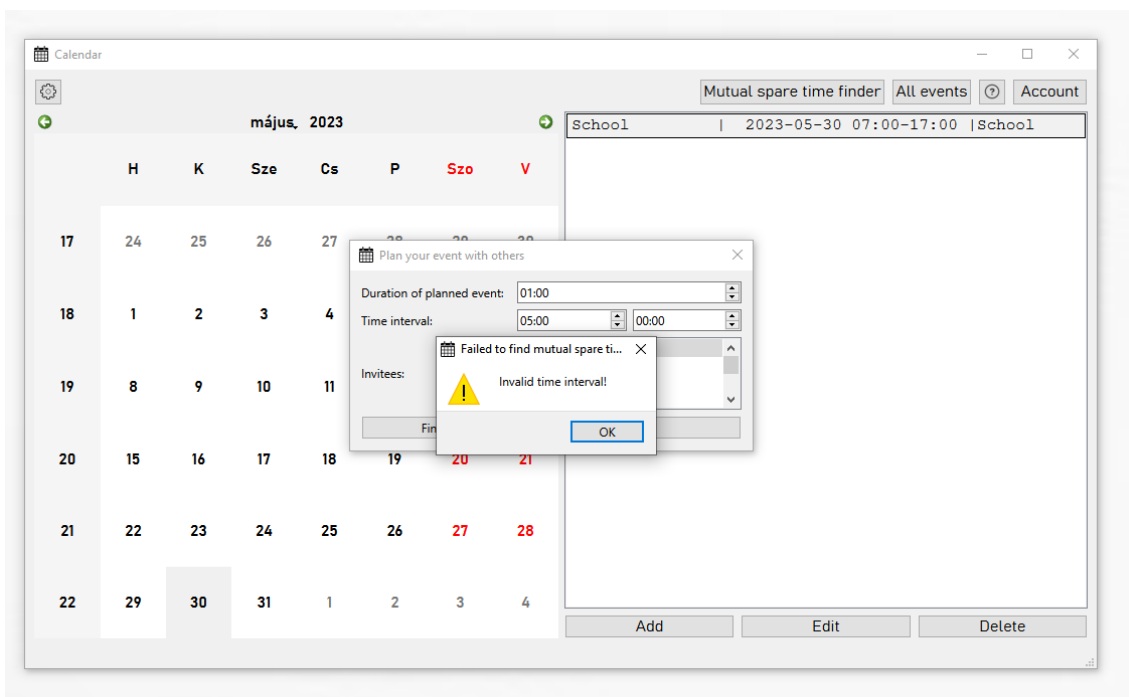 Calendar
Mutual spare time finder All events Account
május, 2023
H K Sze Cs P Szo V
17 24 25 26 27
18 1 2 3 4
19 8 9 10 11
20 15 16 17 18 19 20 21
21 22 23 24 25 26 27 28
22 29 30 31 1 2 3 4
School | 2023-05-30 07:00-17:00 |School
Plan your event with others
Duration of planned event: 01:00
Time interval: 05:00 00:00
Invitees:
Failed to find mutual spare ti...
Invalid time interval!
OK
Add Edit Delete